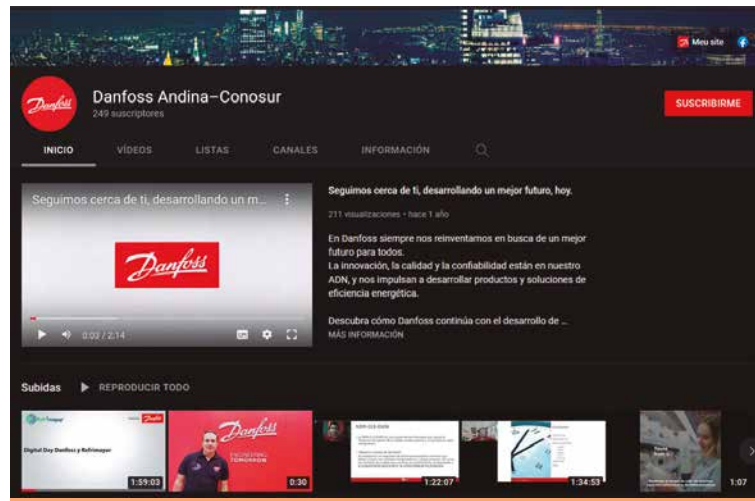 Meu site
Danfoss
Danfoss Andina–Conosur
249 suscriptores
SUSCRIBIRME
INICIO VÍDEOS LISTAS CANALES INFORMACIÓN
Seguimos cerca de ti, desarrollando un m...
Danfoss
0:03 / 2:14
Seguimos cerca de ti, desarrollando un mejor futuro, hoy.
211 visualizaciones • hace 1 año
En Danfoss siempre nos reinventamos en busca de un mejor
futuro para todos.
La innovación, la calidad y la confiabilidad están en nuestro
ADN, y nos impulsan a desarrollar productos y soluciones de
eficiencia energética.
Descubra cómo Danfoss continúa con el desarrollo de ...
MÁS INFORMACIÓN
Subidas REPRODUCIR TODO
Danfoss
Digital Day Danfoss y Refrimapur
1:59:03
Danfoss
ENGINEERING
TOMORROW
0:30
1:22:07
1:34:53
1:07